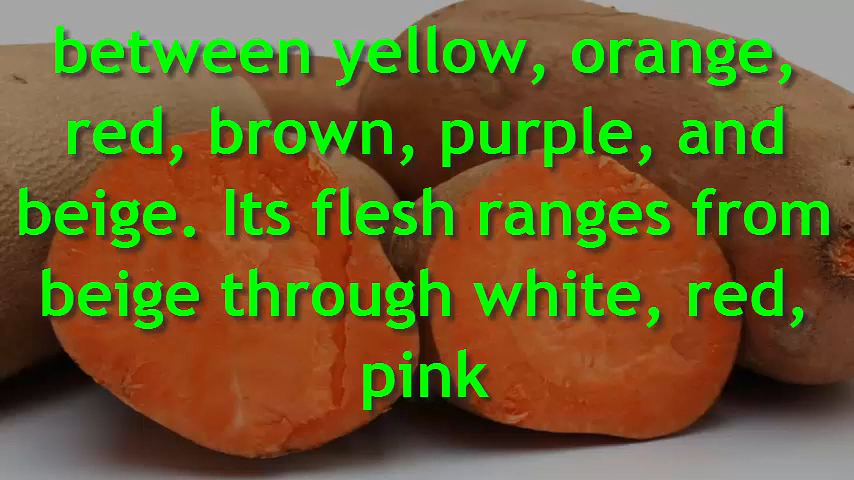 between yellow, orange,
red, brown, purple, and
beige. Its flesh ranges from
beige through white, red,
pink